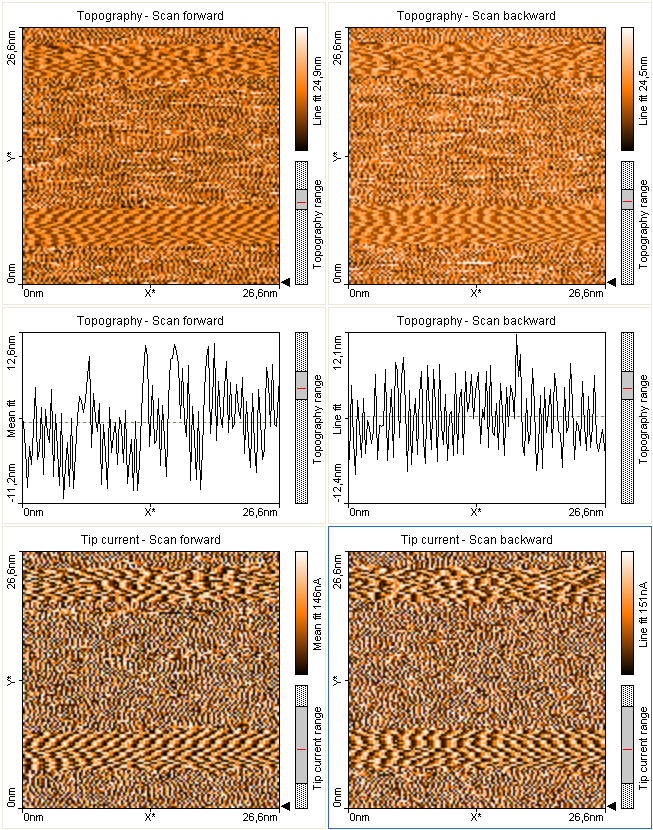 Topography - Scan forward
26,6nm
Y*
0nm
0nm
X*
26,6nm
Line fit 24,9nm
Topography range
Topography - Scan backward
26,6nm
Y*
0nm
0nm
X*
26,6nm
Line fit 24,5nm
Topography range
Topography - Scan forward
12,6nm
Mean fit
-11,2nm
0nm
X*
26,6nm
Topography range
Topography - Scan backward
12,1nm
Line fit
-12,4nm
0nm
X*
26,6nm
Topography range
Tip current - Scan forward
26,6nm
Y*
0nm
0nm
X*
26,6nm
Mean fit 146nA
Tip current range
Tip current - Scan backward
26,6nm
Y*
0nm
0nm
X*
26,6nm
Line fit 151nA
Tip current range